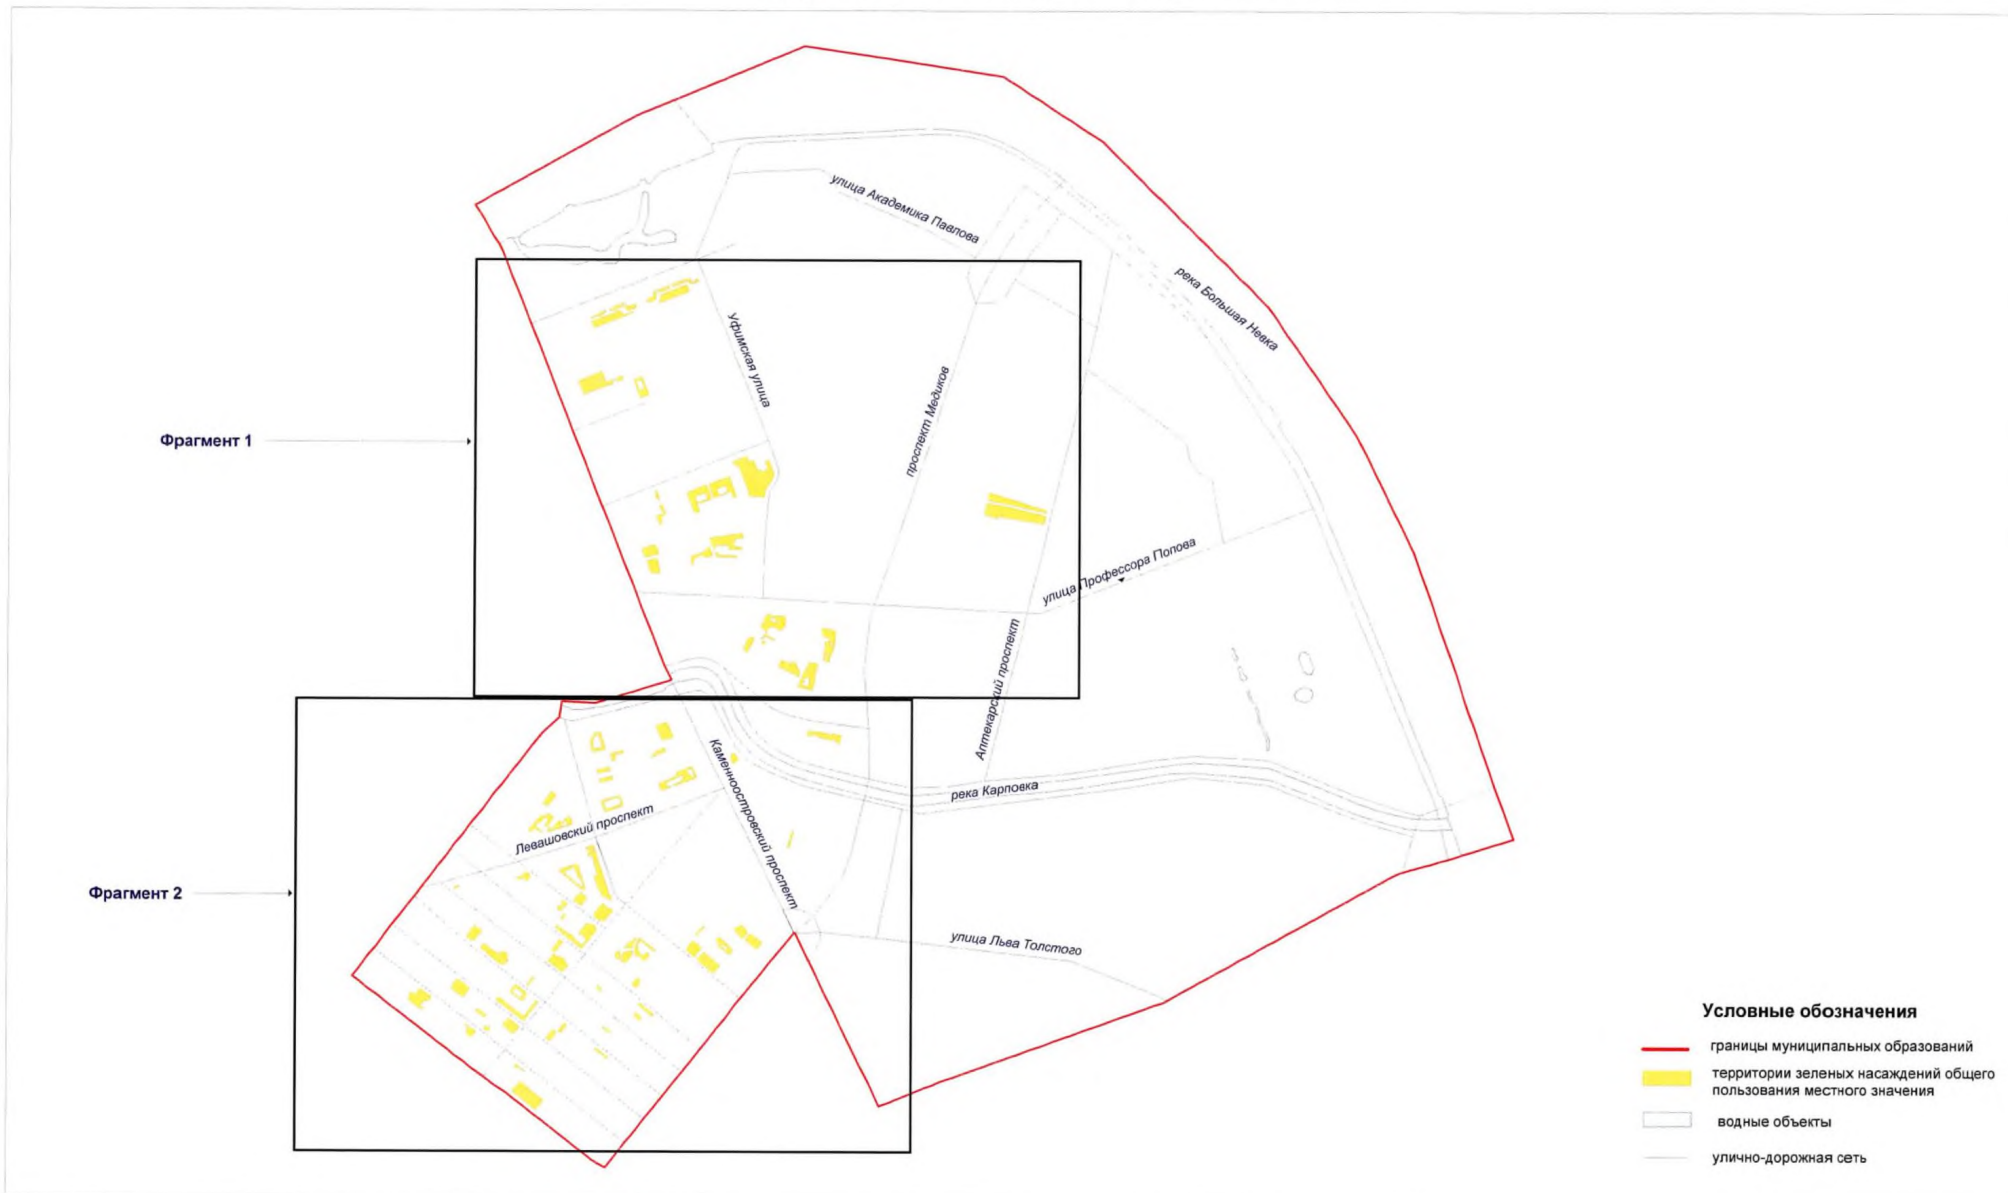 улица Академика Павлова
река Большая Невка
Уфимская улица
проспект Медиков
Фрагмент 1
улица Профессора Попова
Аптекарский проспект
Каменноостровский проспект
река Карповка
Левашовский проспект
Фрагмент 2
улица Льва Толстого
Условные обозначения
границы муниципальных образований
территории зеленых насаждений общего
пользования местного значения
водные объекты
улично-дорожная сеть